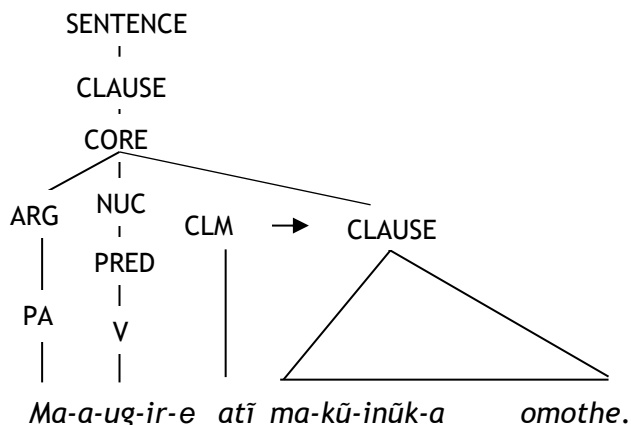 SENTENCE
CLAUSE
CORE
ARG NUC CLM → CLAUSE
PRED
PA V
Ma-a-ug-ir-e atĩ ma-kũ-inũk-a omothe.